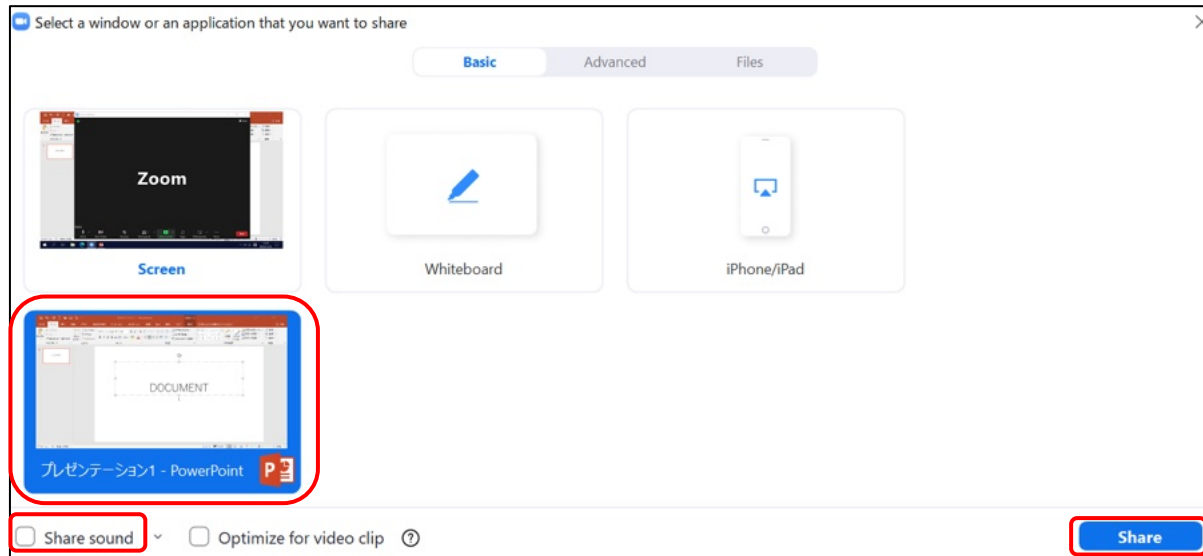 Select a window or an application that you want to share
Basic Advanced Files
Zoom
Screen
Whiteboard
iPhone/iPad
DOCUMENT
プレゼンテーション1 - PowerPoint
P
Share sound
Optimize for video clip ?
Share